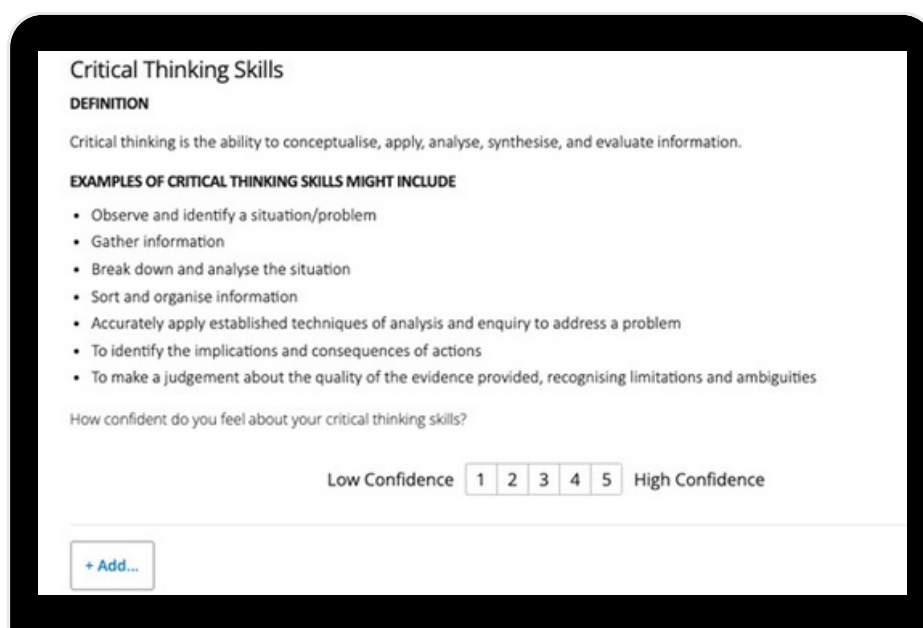 Critical Thinking Skills
DEFINITION
Critical thinking is the ability to conceptualise, apply, analyse, synthesise, and evaluate information.
EXAMPLES OF CRITICAL THINKING SKILLS MIGHT INCLUDE
• Observe and identify a situation/problem
• Gather information
• Break down and analyse the situation
• Sort and organise information
• Accurately apply established techniques of analysis and enquiry to address a problem
• To identify the implications and consequences of actions
• To make a judgement about the quality of the evidence provided, recognising limitations and ambiguities
How confident do you feel about your critical thinking skills?
Low Confidence 1 2 3 4 5 High Confidence
+ Add...